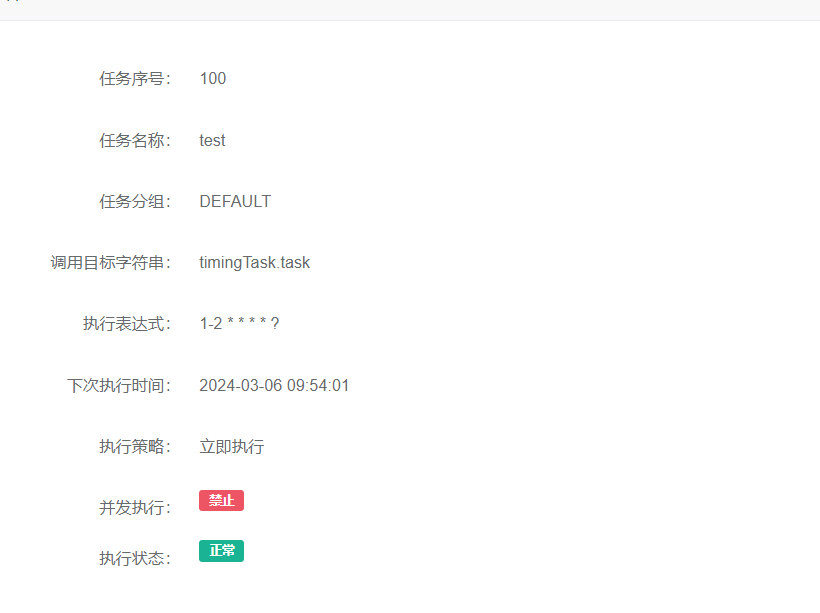 任务序号： 100
任务名称： test
任务分组： DEFAULT
调用目标字符串： timingTask.task
执行表达式： 1-2 * * * * ?
下次执行时间： 2024-03-06 09:54:01
执行策略： 立即执行
并发执行： 禁止
执行状态： 正常